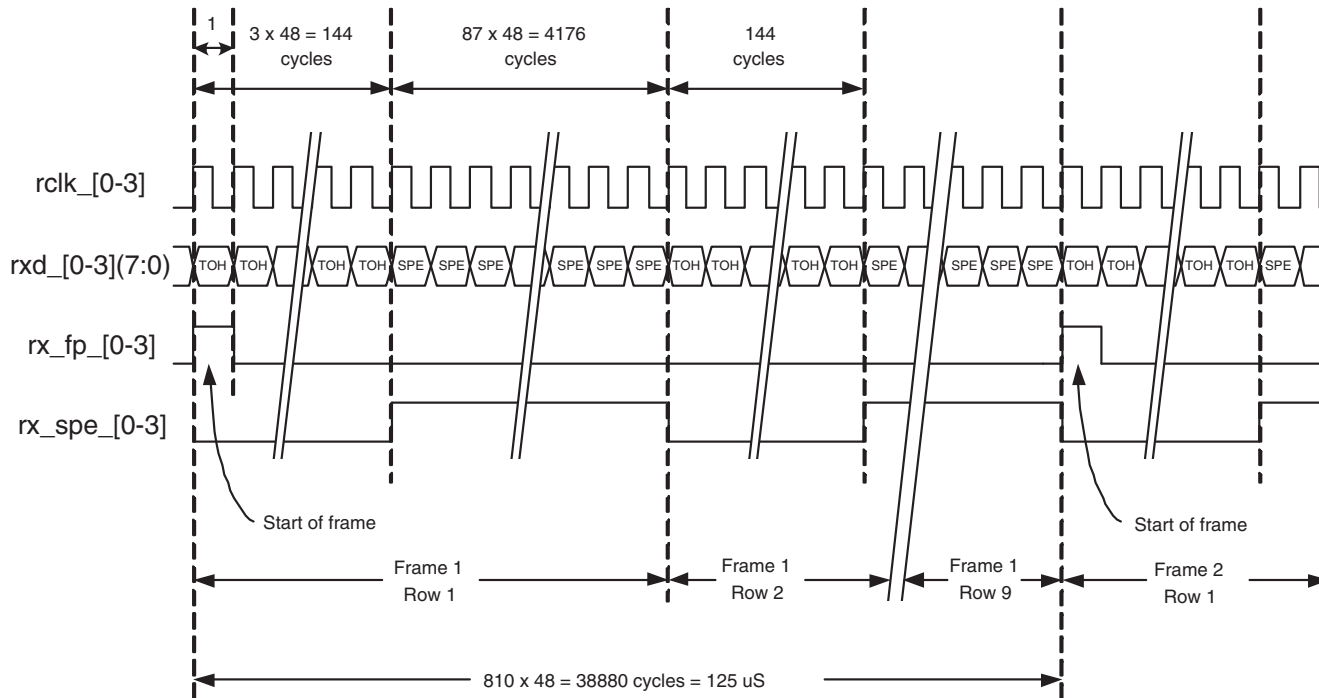 1
3 x 48 = 144
cycles
87 x 48 = 4176
cycles
144
cycles
rclk_[0-3]
rxd_[0-3](7:0)
TOH TOH TOH TOH SPE SPE SPE SPE SPE SPE TOH TOH TOH TOH SPE SPE SPE SPE TOH TOH TOH TOH SPE
rx_fp_[0-3]
rx_spe_[0-3]
Start of frame
Start of frame
Frame 1
Row 1
Frame 1
Row 2
Frame 1
Row 9
Frame 2
Row 1
810 x 48 = 38880 cycles = 125 uS